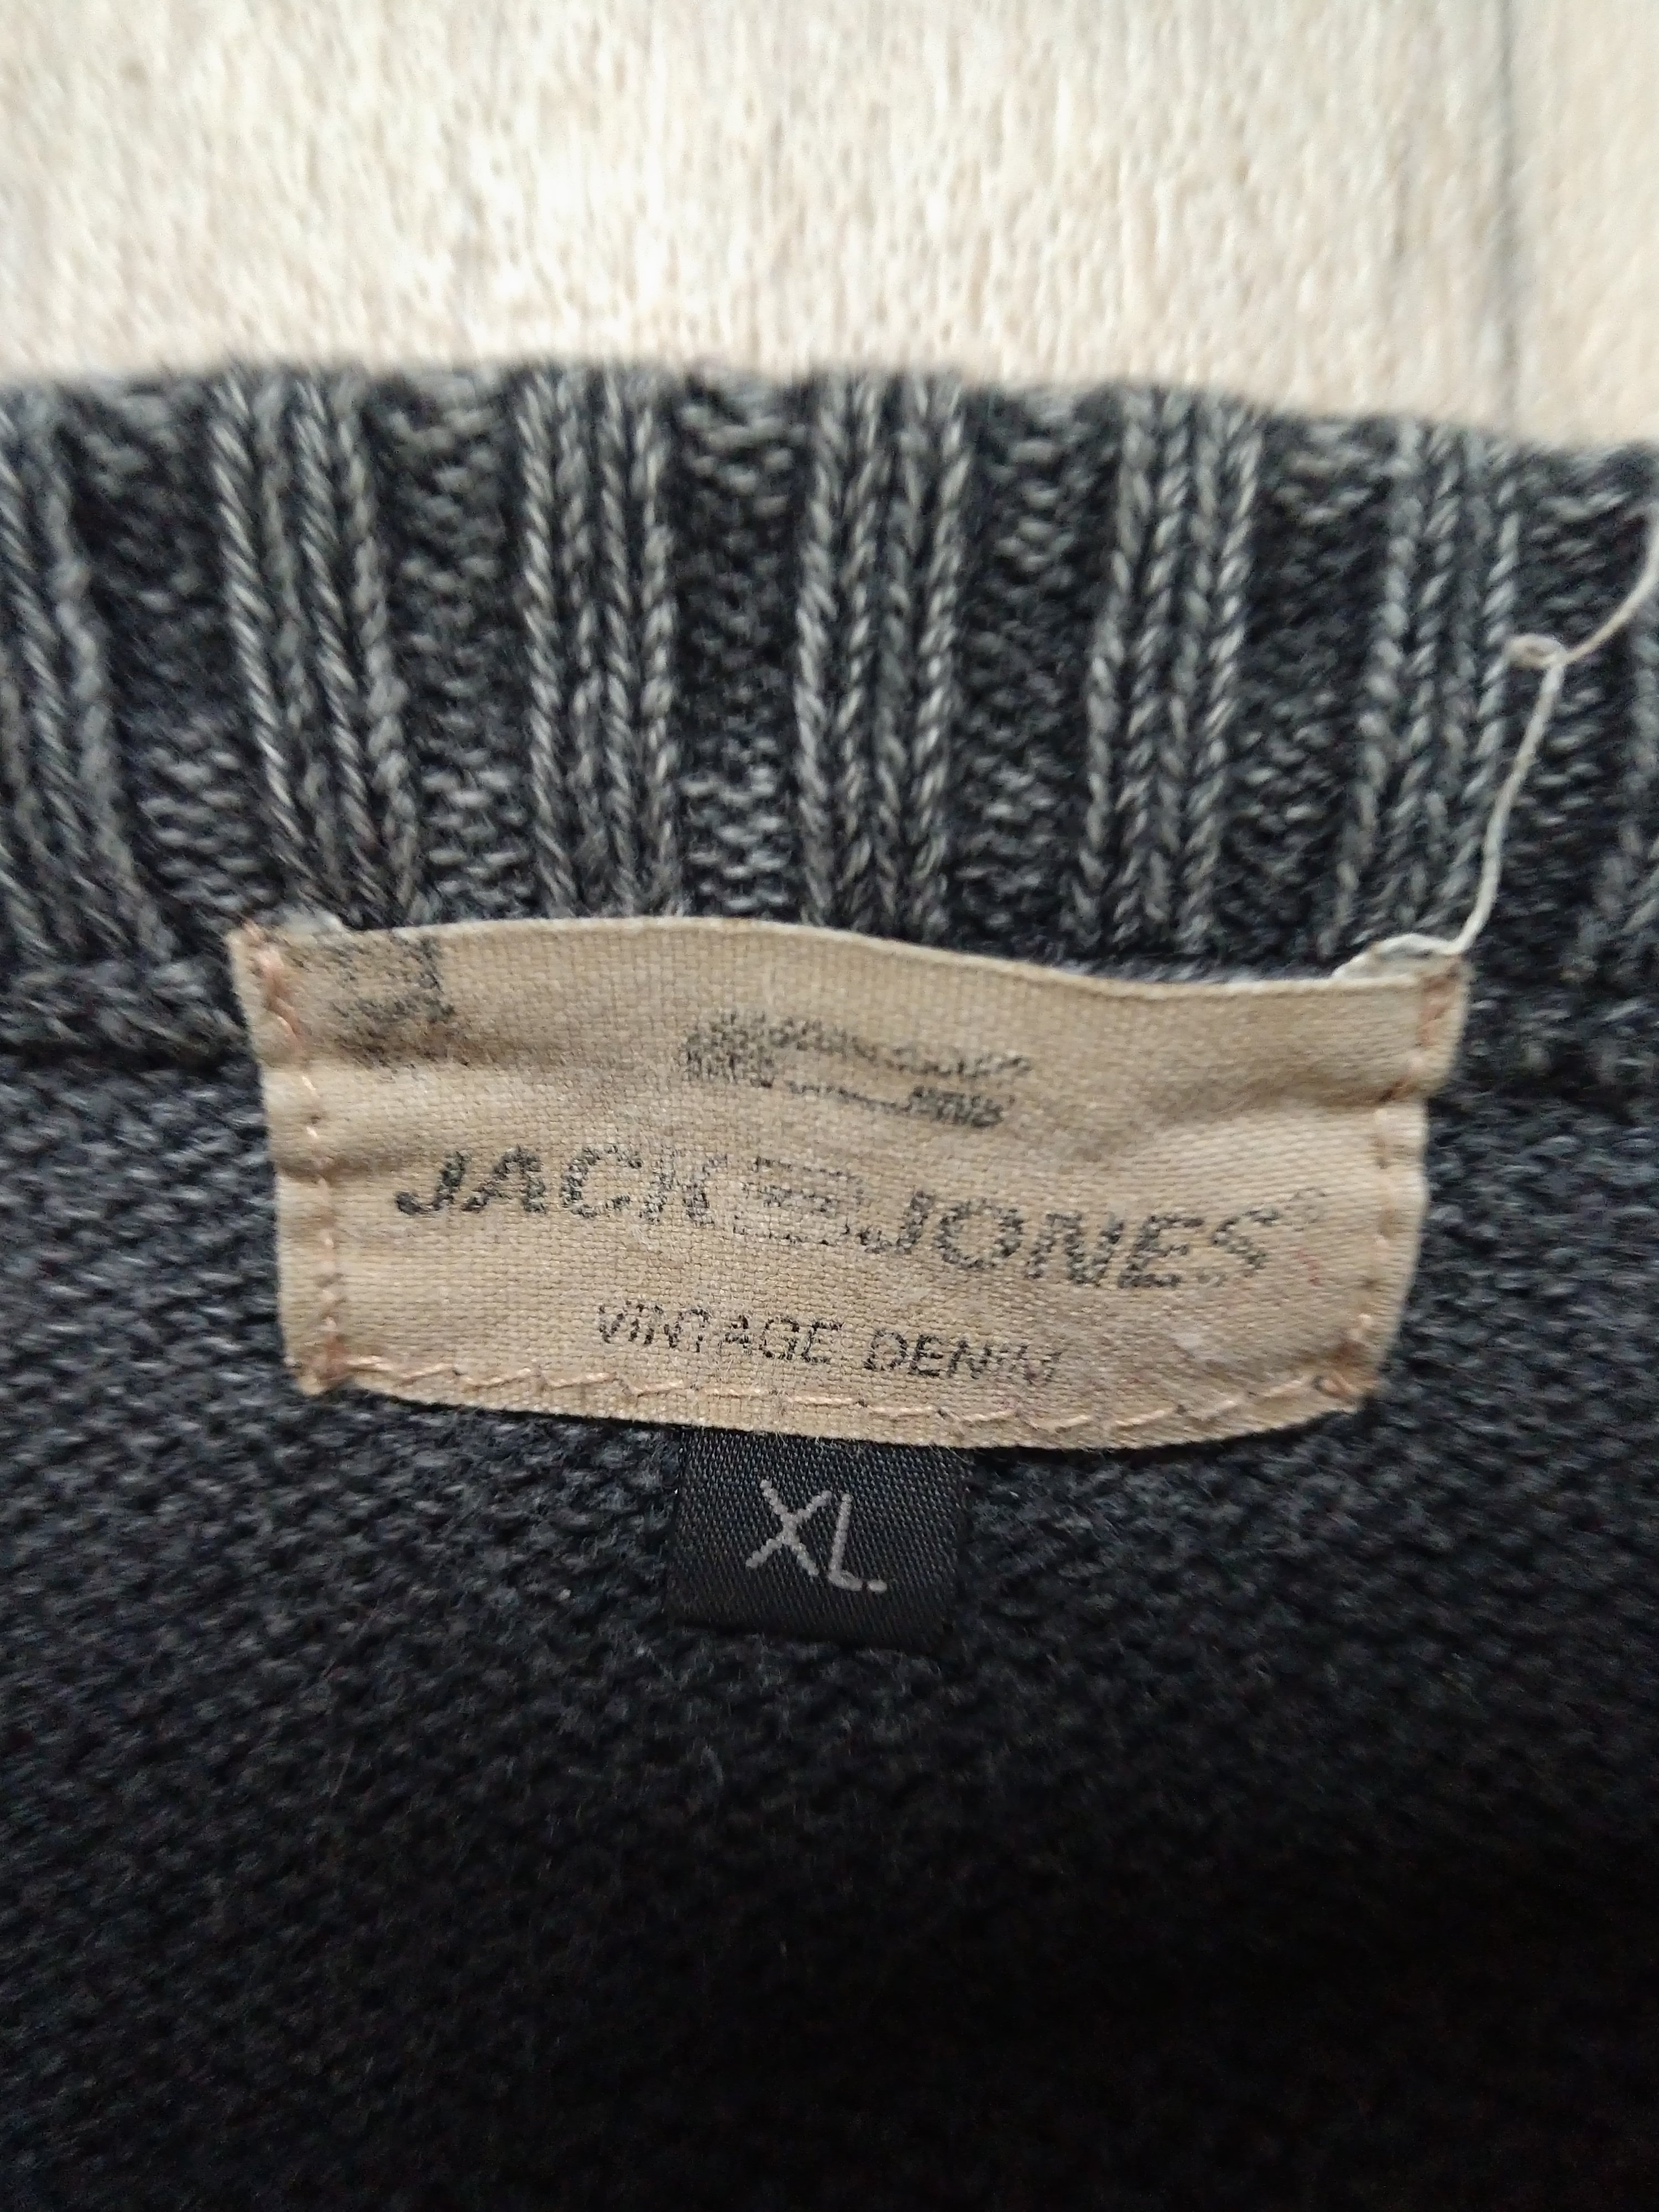 JACK & JONES®
VINTAGE DENIM
XL